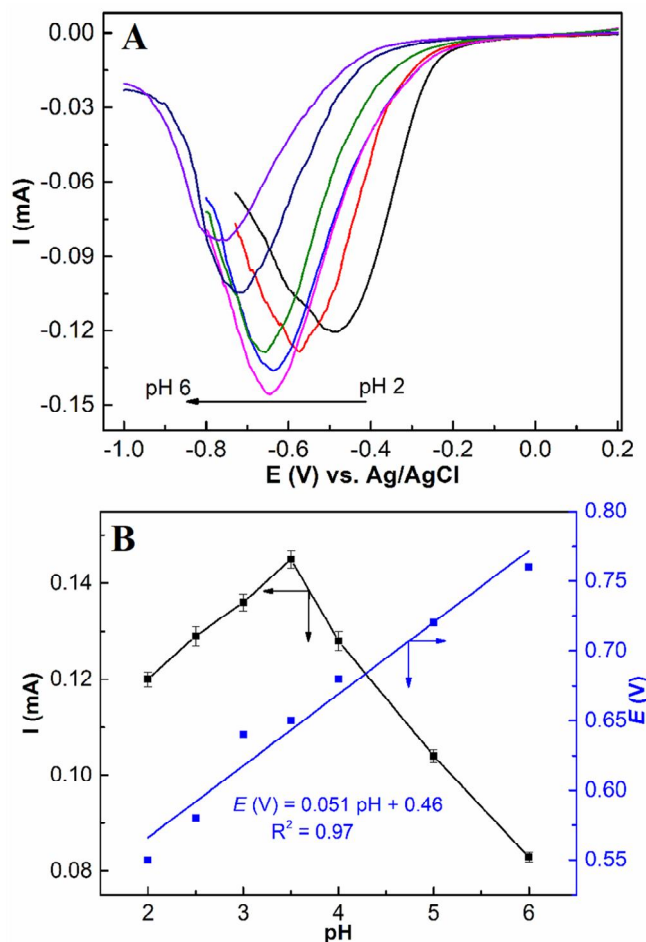 A
0.00
-0.03
-0.06
-0.09
-0.12
-0.15
I (mA)
pH 6
pH 2
-1.0 -0.8 -0.6 -0.4 -0.2 0.0 0.2
E (V) vs. Ag/AgCl
B
0.14
0.12
0.10
0.08
I (mA)
0.80
0.75
0.70
0.65
0.60
0.55
E (V)
E (V) = 0.051 pH + 0.46
R² = 0.97
2 3 4 5 6
pH